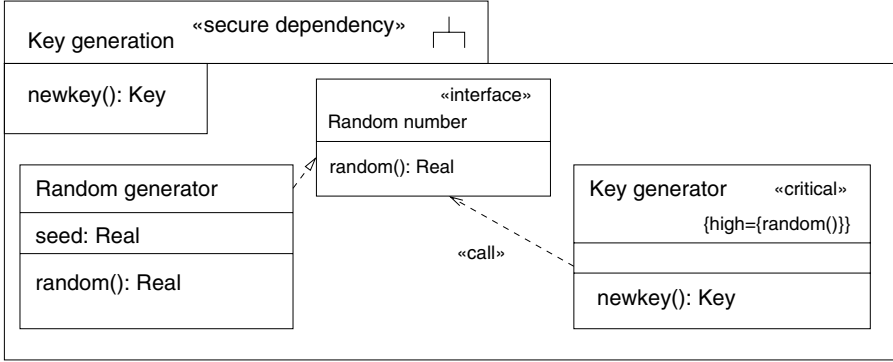 Key generation «secure dependency»
newkey(): Key
«interface»
Random number
random(): Real
Random generator
seed: Real
random(): Real
Key generator «critical»
{high={random()}}
newkey(): Key
«call»